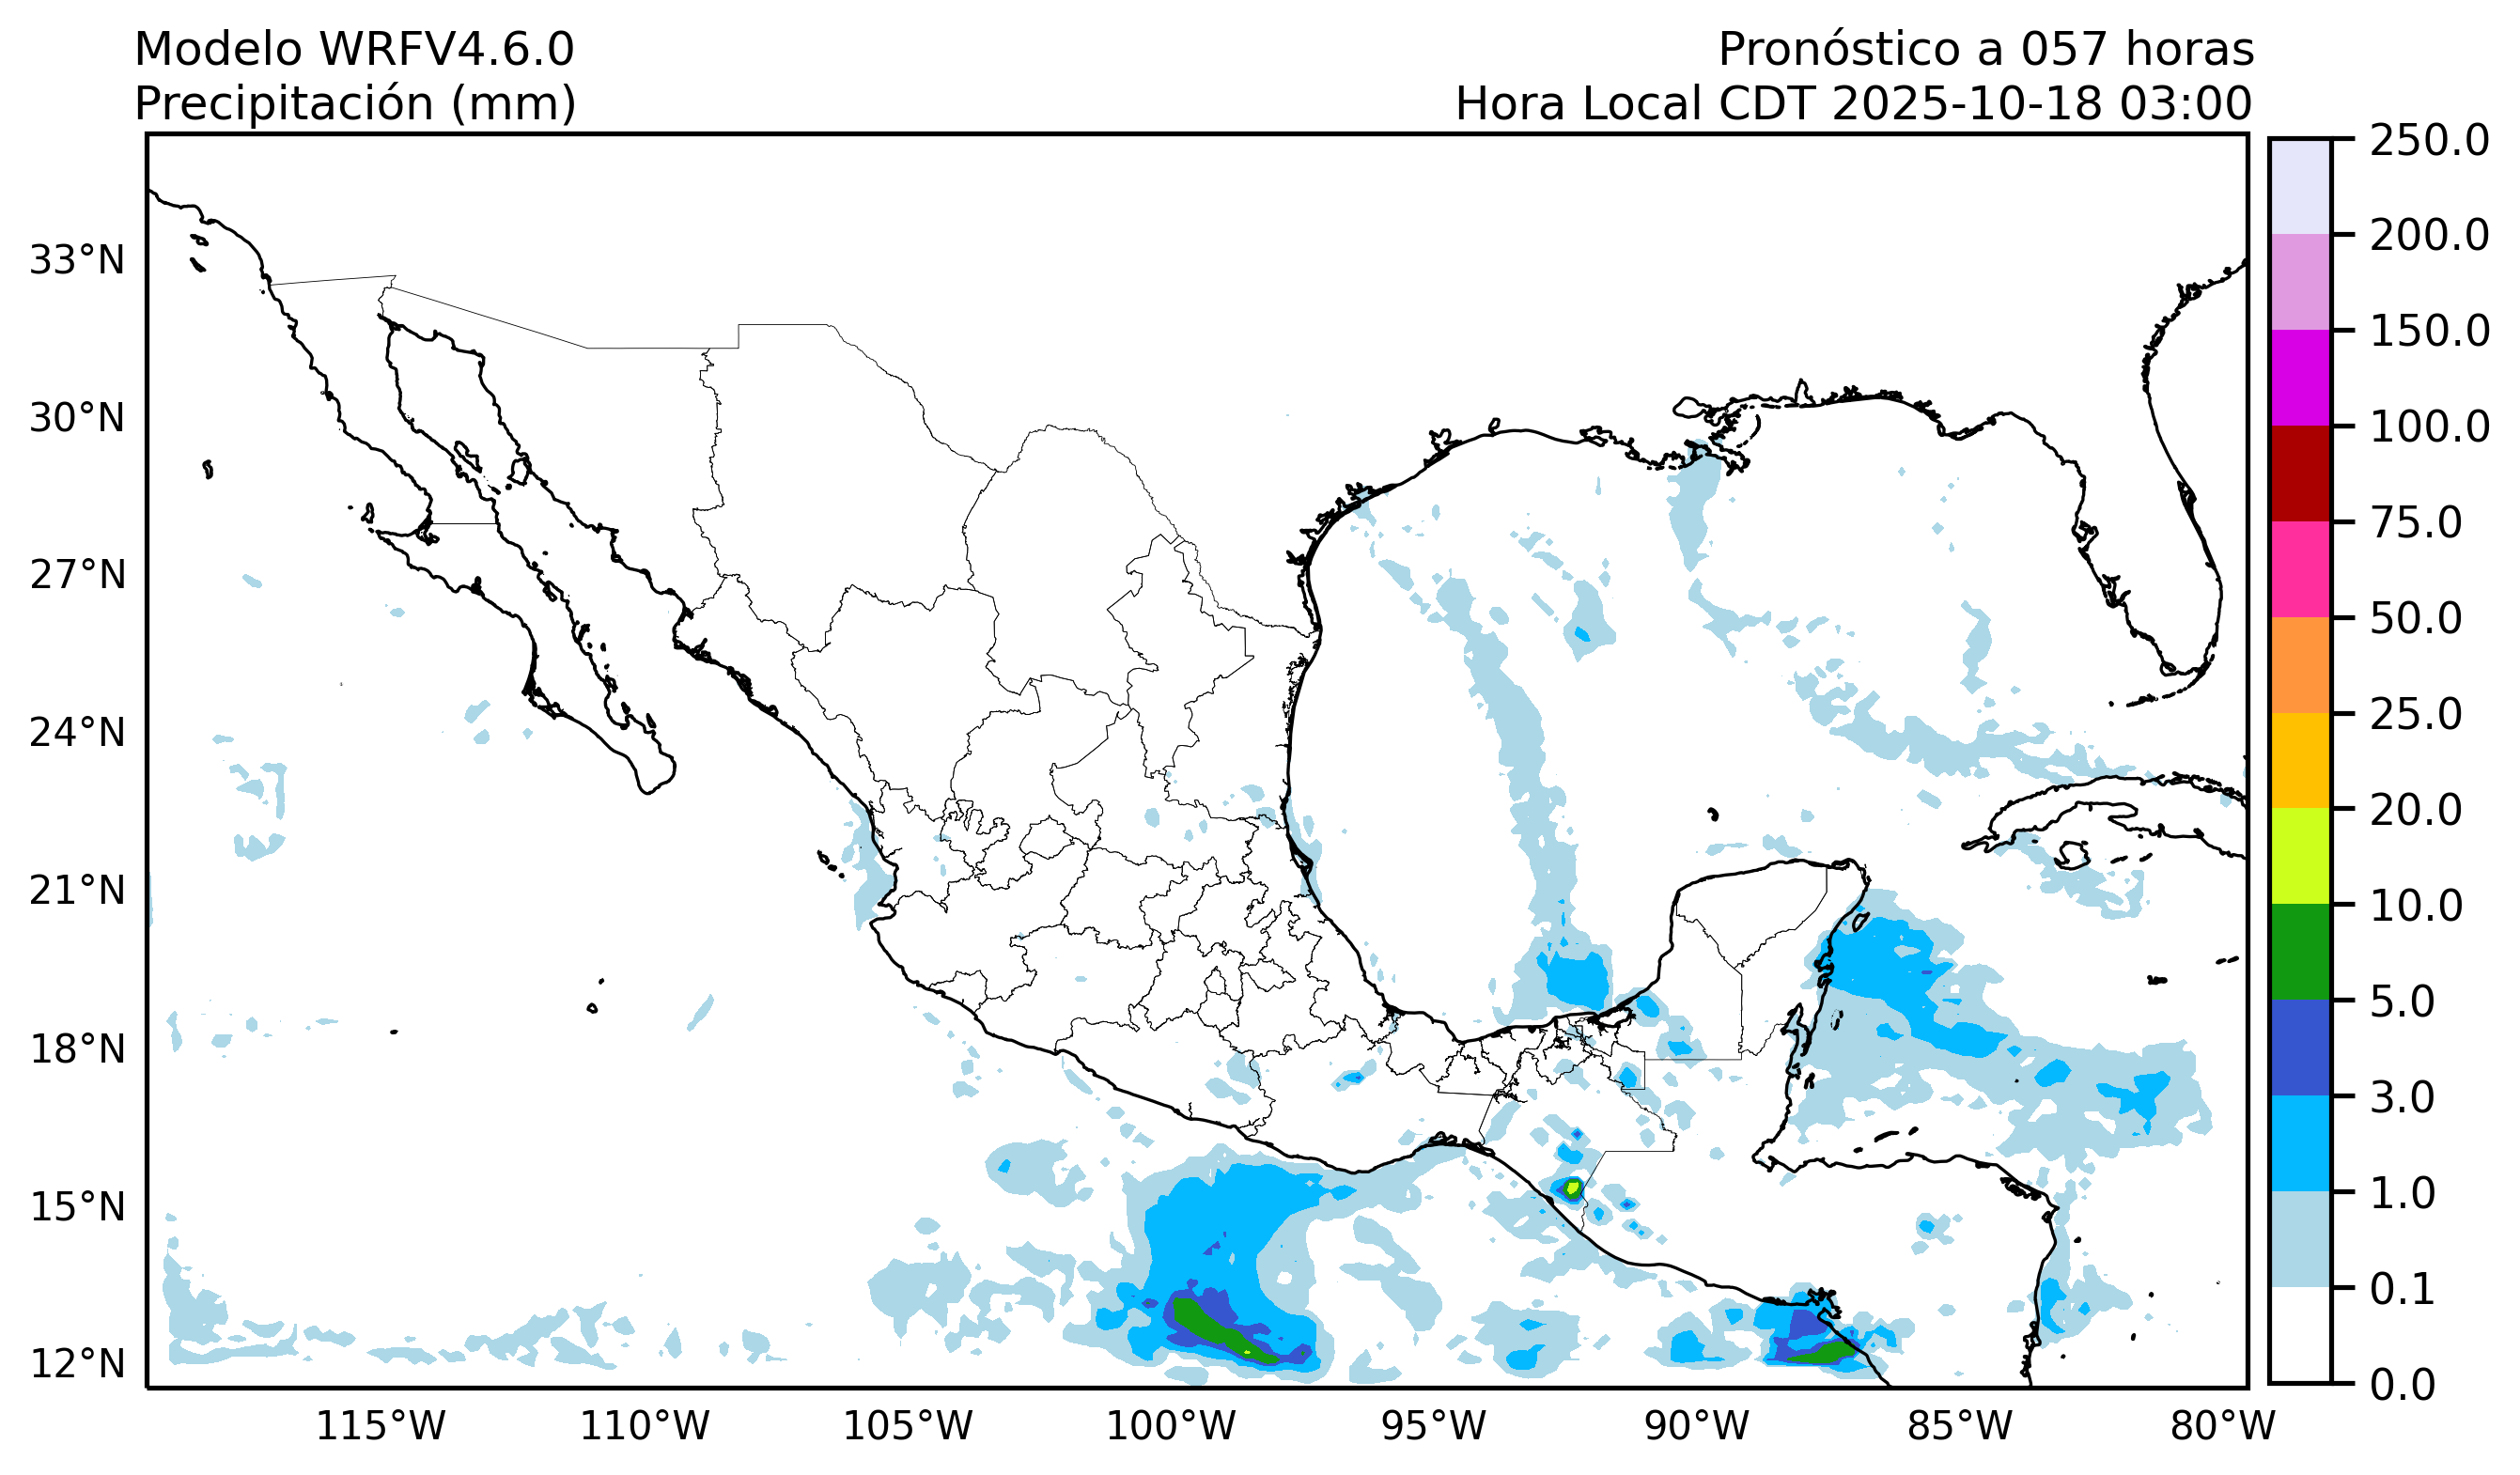 Modelo WRFV4.6.0
Precipitación (mm)
Pronóstico a 057 horas
Hora Local CDT 2025-10-18 03:00
33°N
30°N
27°N
24°N
21°N
18°N
15°N
12°N
115°W
110°W
105°W
100°W
95°W
90°W
85°W
80°W
250.0
200.0
150.0
100.0
75.0
50.0
25.0
20.0
10.0
5.0
3.0
1.0
0.1
0.0